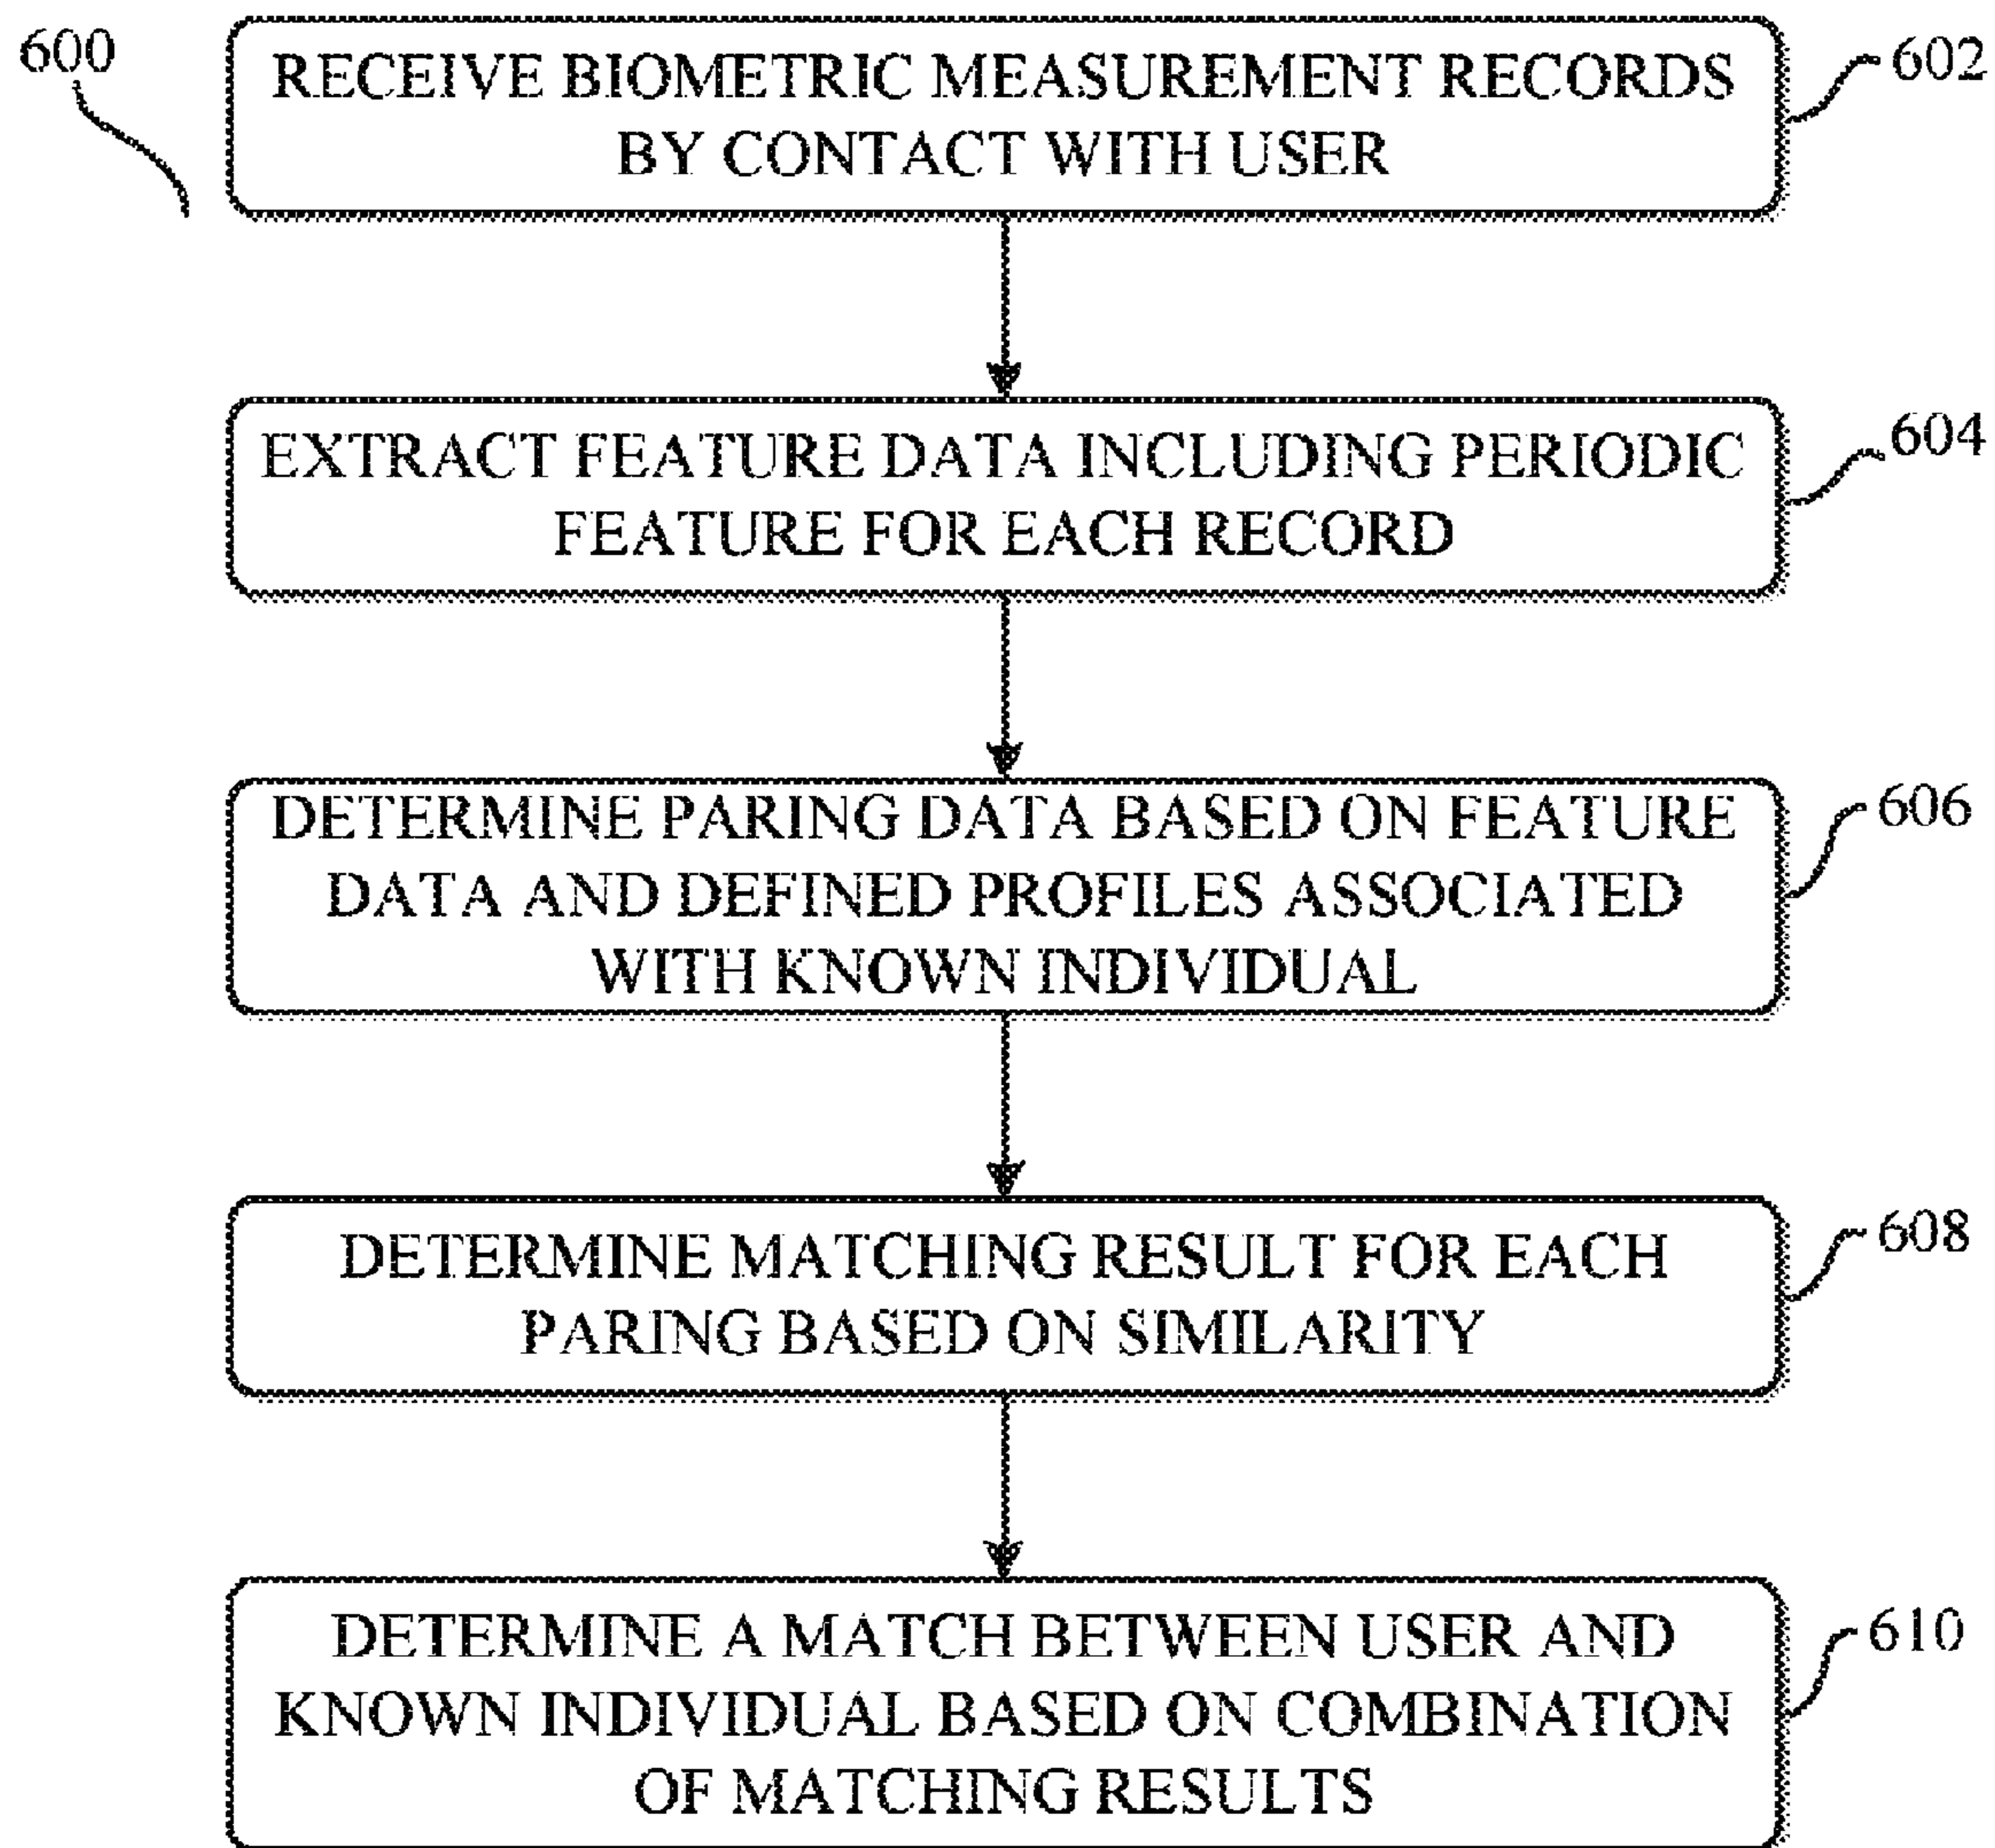 600
RECEIVE BIOMETRIC MEASUREMENT RECORDS
BY CONTACT WITH USER
602
EXTRACT FEATURE DATA INCLUDING PERIODIC
FEATURE FOR EACH RECORD
604
DETERMINE PARING DATA BASED ON FEATURE
DATA AND DEFINED PROFILES ASSOCIATED
WITH KNOWN INDIVIDUAL
606
DETERMINE MATCHING RESULT FOR EACH
PARING BASED ON SIMILARITY
608
DETERMINE A MATCH BETWEEN USER AND
KNOWN INDIVIDUAL BASED ON COMBINATION
OF MATCHING RESULTS
610